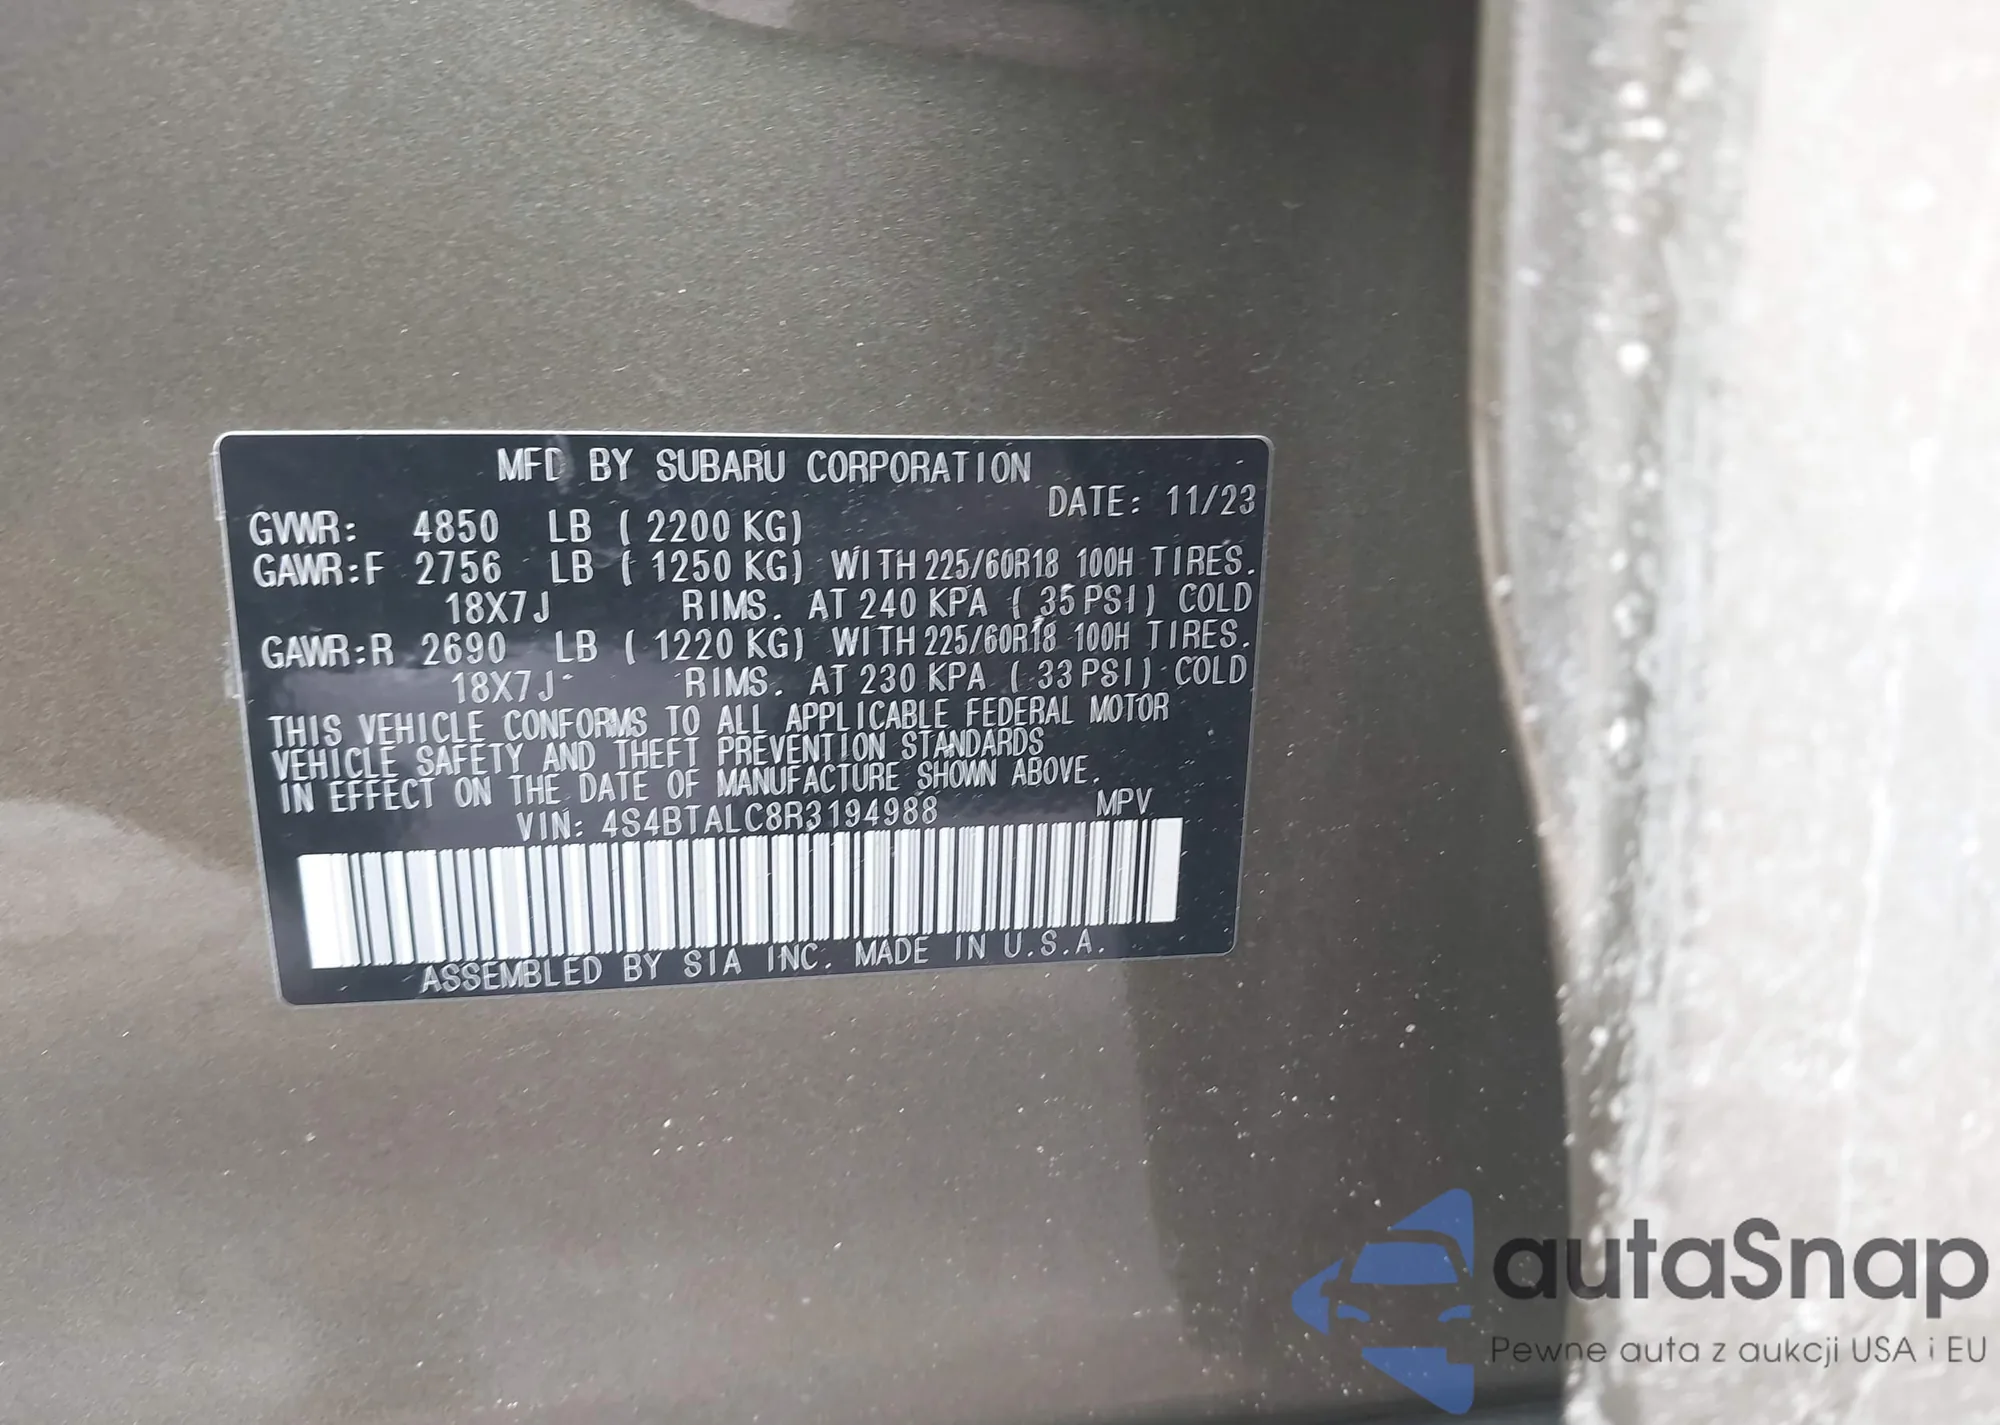 MFD BY SUBARU CORPORATION
DATE: 11/23
GVWR: 4850 LB ( 2200 KG)
GAWR:F 2756 LB ( 1250 KG) WITH 225/60R18 100H TIRES.
18X7J RIMS. AT 240 KPA ( 35 PSI) COLD
GAWR:R 2690 LB ( 1220 KG) WITH 225/60R18 100H TIRES.
18X7J RIMS. AT 230 KPA ( 33 PSI) COLD
THIS VEHICLE CONFORMS TO ALL APPLICABLE FEDERAL MOTOR
VEHICLE SAFETY AND THEFT PREVENTION STANDARDS
IN EFFECT ON THE DATE OF MANUFACTURE SHOWN ABOVE.
VIN: 4S4BTALC8R3194988 MPV
ASSEMBLED BY SIA INC. MADE IN U.S.A.
autaSnap
Pewne auta z aukcji USA i EU